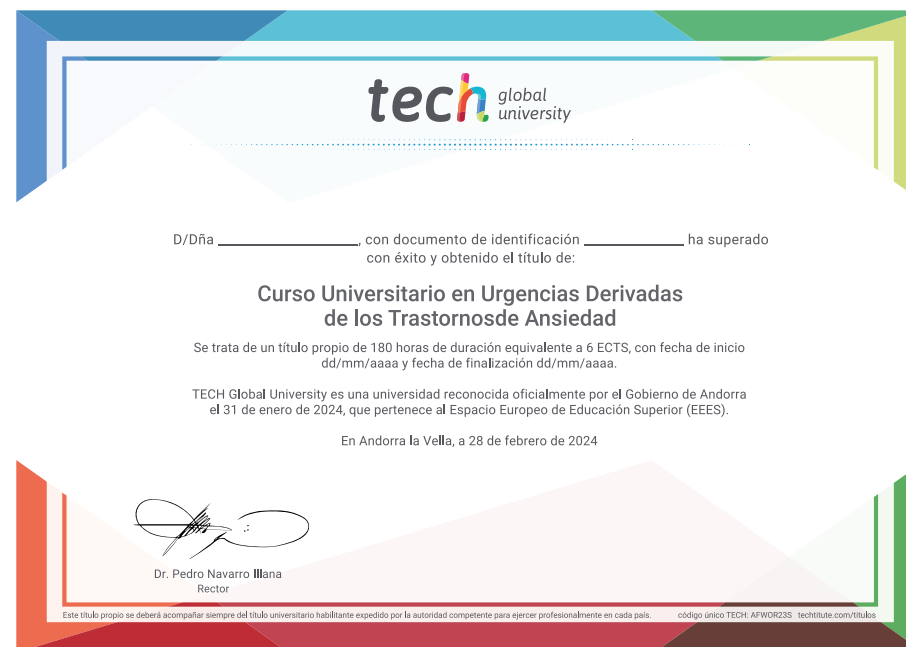 tech global university
D/Dña ____________________, con documento de identificación ______________ ha superado
con éxito y obtenido el título de:
Curso Universitario en Urgencias Derivadas
de los Trastornosde Ansiedad
Se trata de un título propio de 180 horas de duración equivalente a 6 ECTS, con fecha de inicio
dd/mm/aaaa y fecha de finalización dd/mm/aaaa.
TECH Global University es una universidad reconocida oficialmente por el Gobierno de Andorra
el 31 de enero de 2024, que pertenece al Espacio Europeo de Educación Superior (EEES).
En Andorra la Vella, a 28 de febrero de 2024
Dr. Pedro Navarro Illana
Rector
Este título propio se deberá acompañar siempre del título universitario habilitante expedido por la autoridad competente para ejercer profesionalmente en cada país. código único TECH: AFWOR23S techtitute.com/titulos